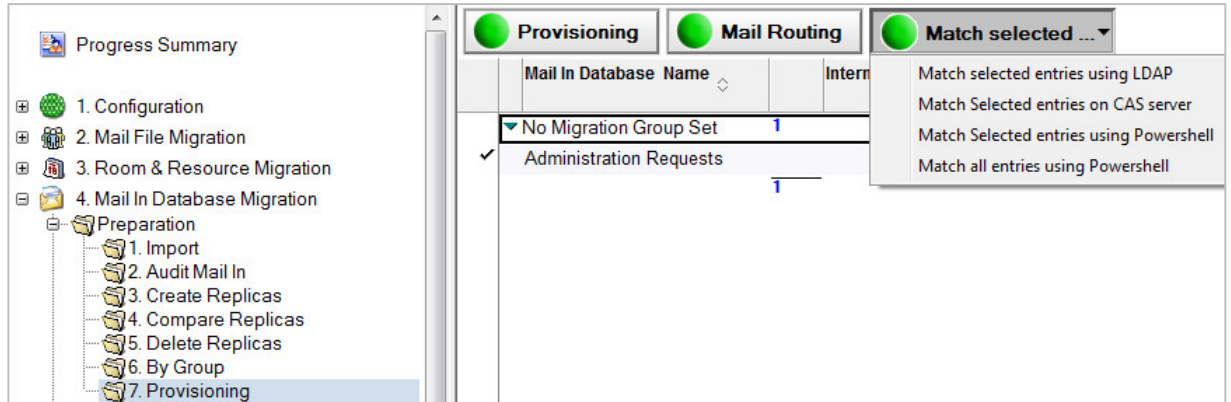 Progress Summary
1. Configuration
2. Mail File Migration
3. Room & Resource Migration
4. Mail In Database Migration
Preparation
1. Import
2. Audit Mail In
3. Create Replicas
4. Compare Replicas
5. Delete Replicas
6. By Group
7. Provisioning
Provisioning
Mail Routing
Match selected ...
Mail In Database Name
Intern
No Migration Group Set 1
Administration Requests
1
Match selected entries using LDAP
Match Selected entries on CAS server
Match Selected entries using Powershell
Match all entries using Powershell